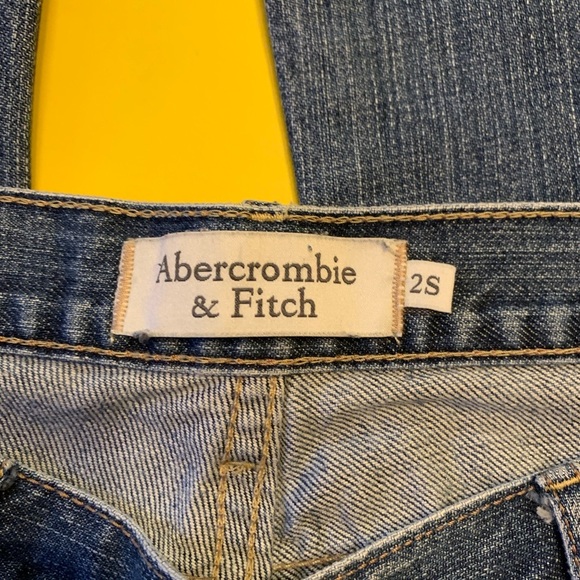 Abercrombie
& Fitch
2S